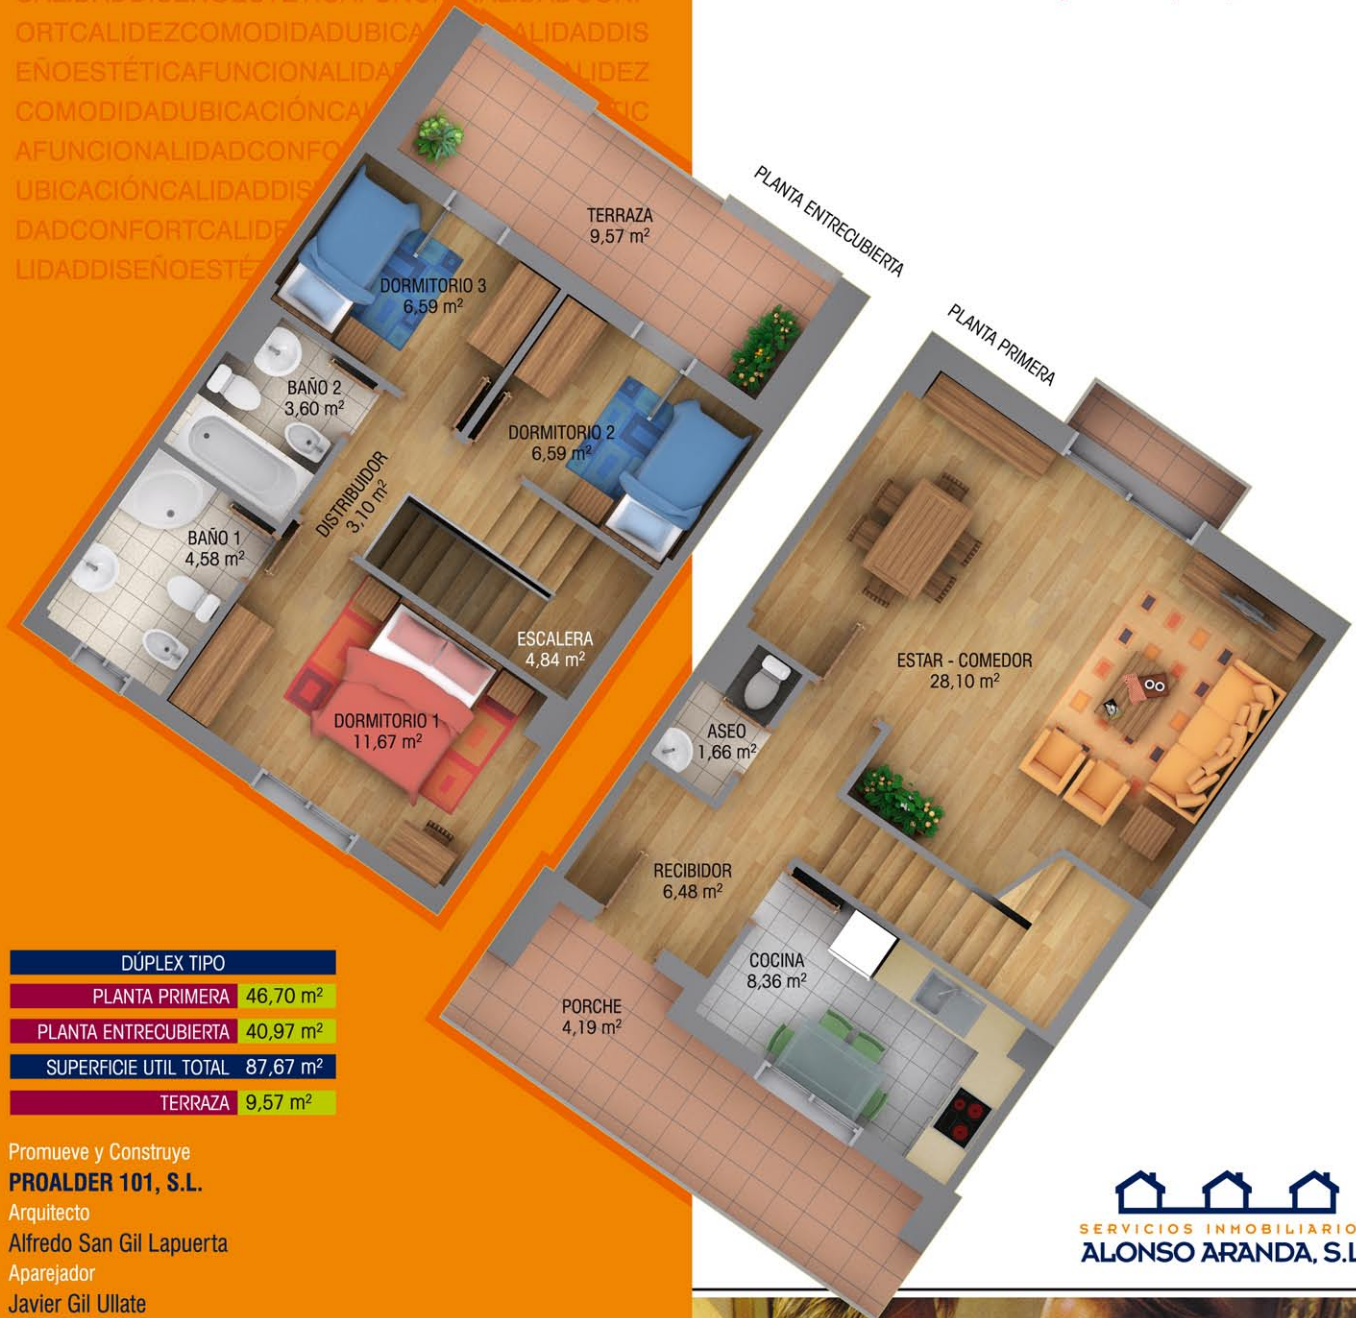 ORTCALIDEZCOMODIDADUBICA
ALIDADDIS
EÑOESTÉTICAFUNCIONALIDA
ALIDEZ
COMODIDADUBICACIÓNCAL
TIC
AFUNCIONALIDADCONFO
UBICACIÓNCALIDADDIS
DADCONFORTCALIDE
LIDADDISEÑOESTÉ
PLANTA ENTRECUBIERTA
TERRAZA
9,57 m²
DORMITORIO 3
6,59 m²
BAÑO 2
3,60 m²
DORMITORIO 2
6,59 m²
DISTRIBUIDOR
3,10 m²
BAÑO 1
4,58 m²
ESCALERA
4,84 m²
DORMITORIO 1
11,67 m²
PLANTA PRIMERA
ESTAR - COMEDOR
28,10 m²
ASEO
1,66 m²
RECIBIDOR
6,48 m²
COCINA
8,36 m²
PORCHE
4,19 m²
DÚPLEX TIPO
PLANTA PRIMERA 46,70 m²
PLANTA ENTRECUBIERTA 40,97 m²
SUPERFICIE UTIL TOTAL 87,67 m²
TERRAZA 9,57 m²
Promueve y Construye
PROALDER 101, S.L.
Arquitecto
Alfredo San Gil Lapuerta
Aparejador
Javier Gil Ullate
SERVICIOS INMOBILIARIO
ALONSO ARANDA, S.L